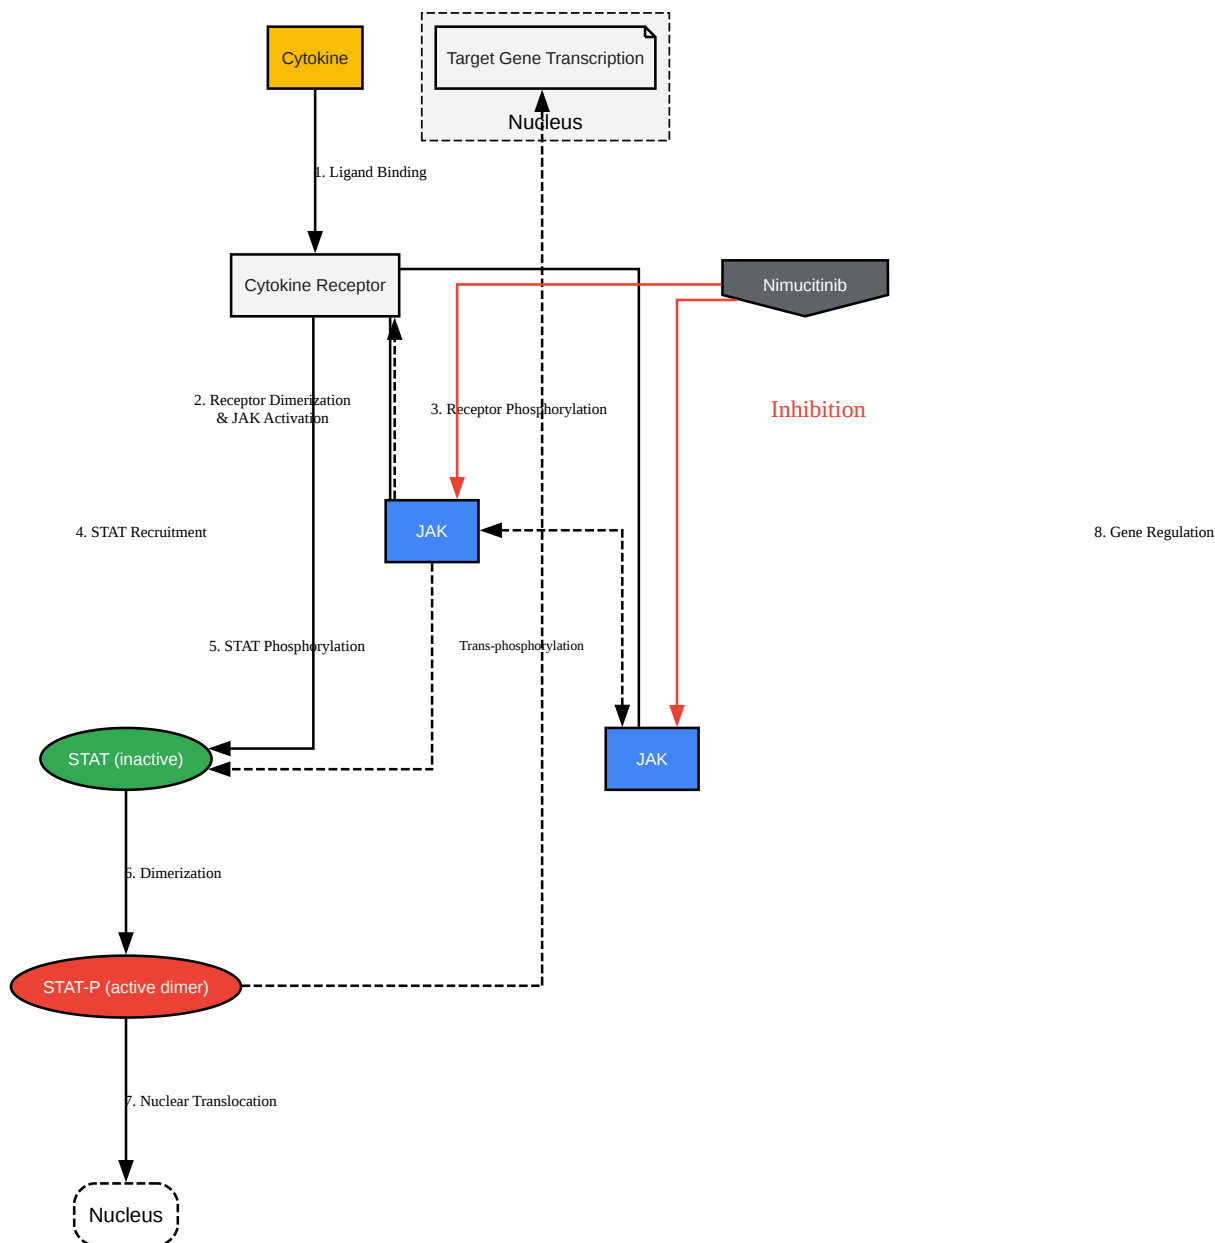 Cytokine
Target Gene Transcription
Nucleus
1. Ligand Binding
Cytokine Receptor
Nimucitinib
2. Receptor Dimerization
& JAK Activation
3. Receptor Phosphorylation
Inhibition
4. STAT Recruitment
JAK
8. Gene Regulation
5. STAT Phosphorylation
Trans-phosphorylation
STAT (inactive)
JAK
6. Dimerization
STAT-P (active dimer)
7. Nuclear Translocation
Nucleus